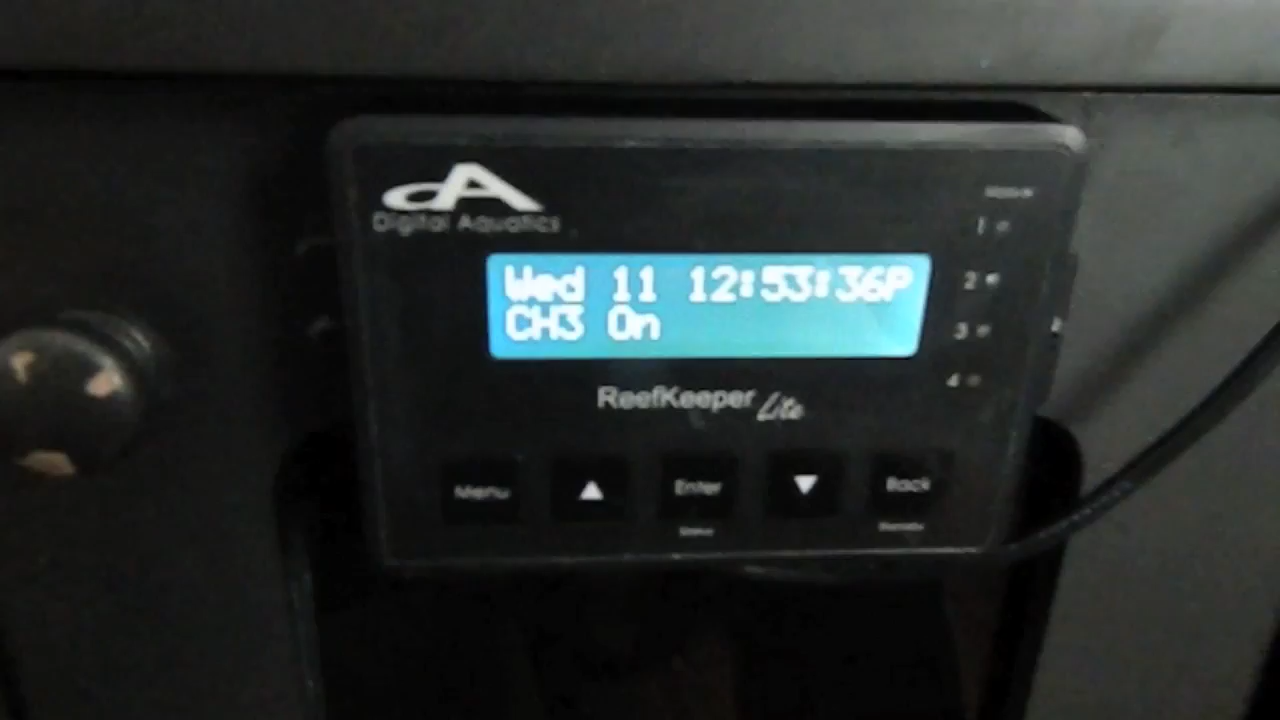 dA
Digital Aquatics
1
Wed 11 12:53:36P
2
CH3 On
3
4
ReefKeeper Lite
Menu ▲ Enter ▼ Back